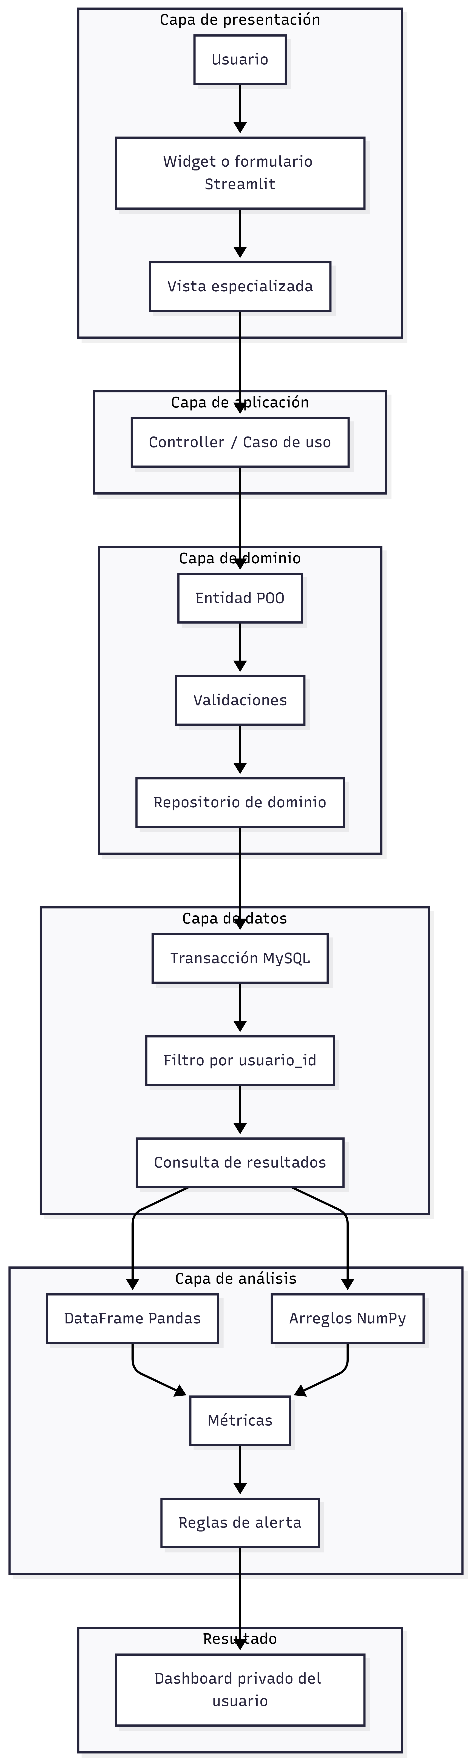 Capa de presentación
Usuario
Widget o formulario
Streamlit
Vista especializada
Capa de aplicación
Controller / Caso de uso
Capa de dominio
Entidad POO
Validaciones
Repositorio de dominio
Capa de datos
Transacción MySQL
Filtro por usuario_id
Consulta de resultados
Capa de análisis
DataFrame Pandas
Arreglos NumPy
Métricas
Reglas de alerta
Resultado
Dashboard privado del
usuario